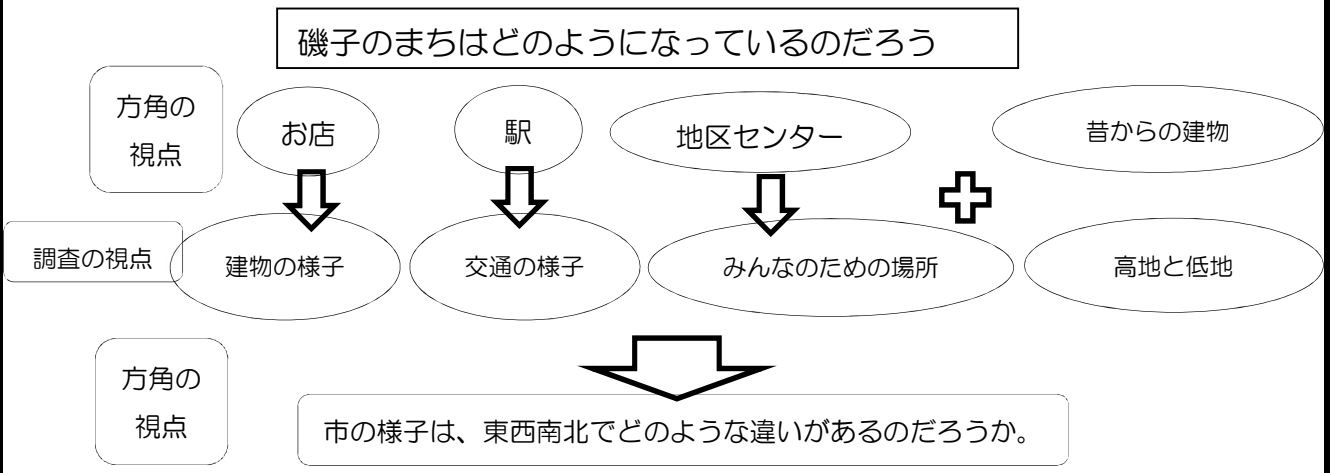 磯子のまちはどのようになっているのだろう
方角の
視点
お店
駅
地区センター
昔からの建物
調査の視点
建物の様子
交通の様子
みんなのための場所
高地と低地
方角の
視点
市の様子は、東西南北でどのような違いがあるのだろうか。